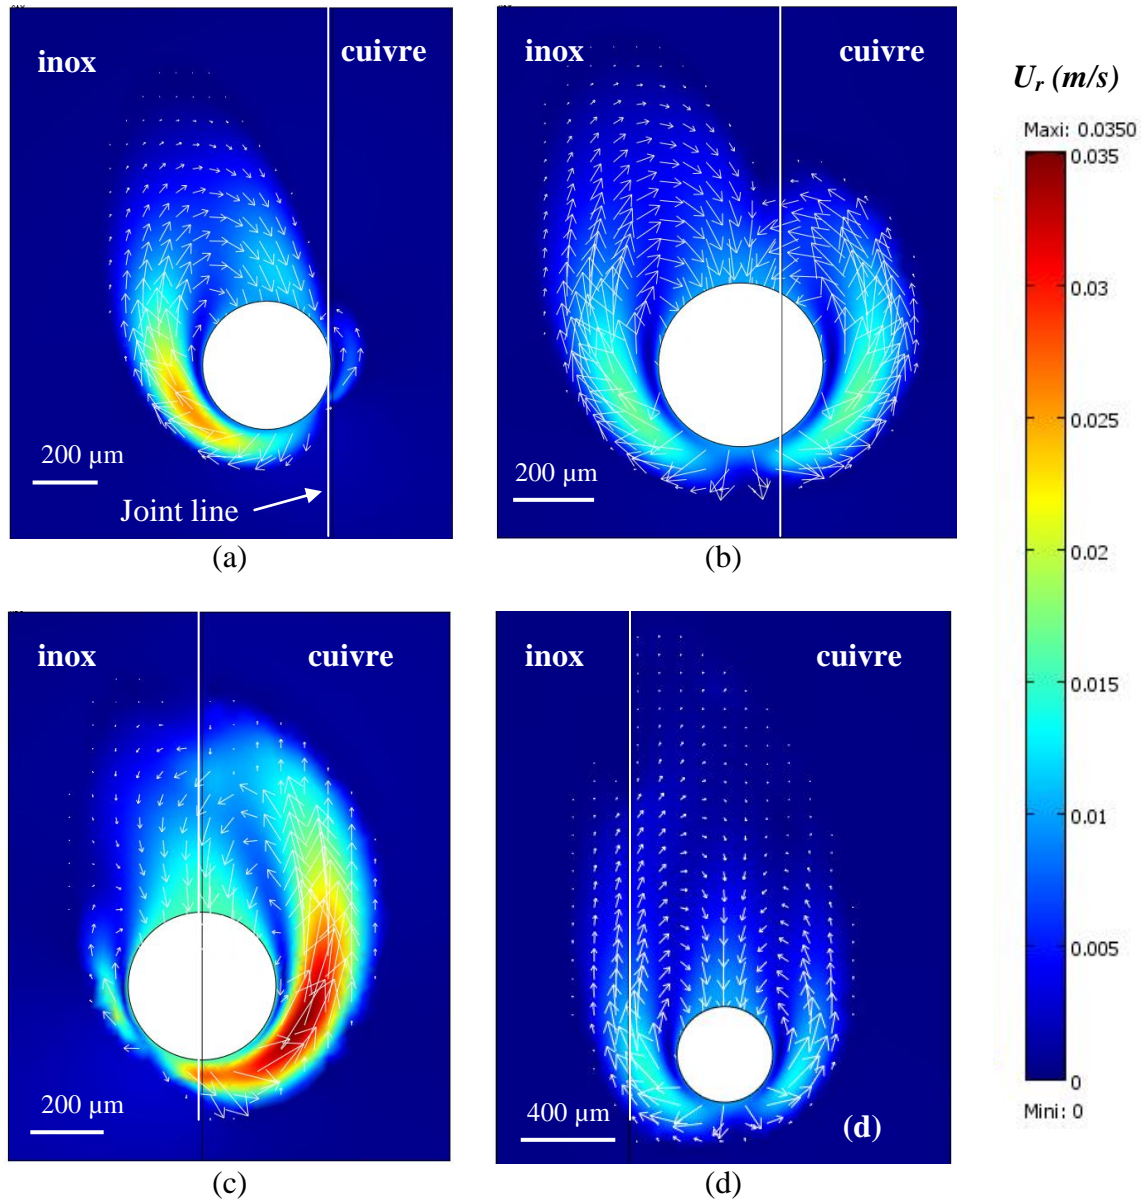 inox
cuivre
200 µm
Joint line
(a)
inox
cuivre
200 µm
(b)
Uᵣ (m/s)
Maxi: 0.0350
0.035
0.03
0.025
0.02
0.015
0.01
0.005
0
Mini: 0
inox
cuivre
200 µm
(c)
inox
cuivre
400 µm
(d)
(d)